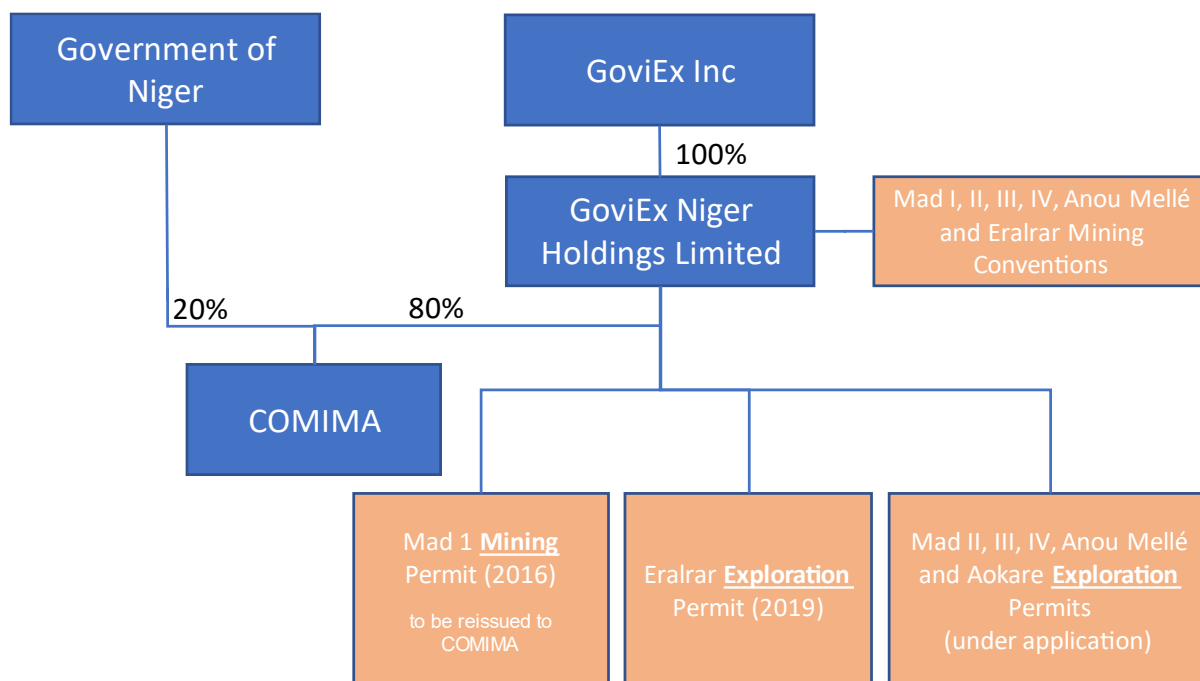 Government of
Niger
GoviEx Inc
100%
GoviEx Niger
Holdings Limited
Mad I, II, III, IV, Anou Mellé
and Eralrar Mining
Conventions
20%
80%
COMIMA
Mad 1 Mining
Permit (2016)
to be reissued to
COMIMA
Eralrar Exploration
Permit (2019)
Mad II, III, IV, Anou Mellé
and Aokare Exploration
Permits
(under application)